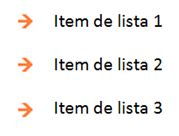 Item de lista 1
Item de lista 2
Item de lista 3